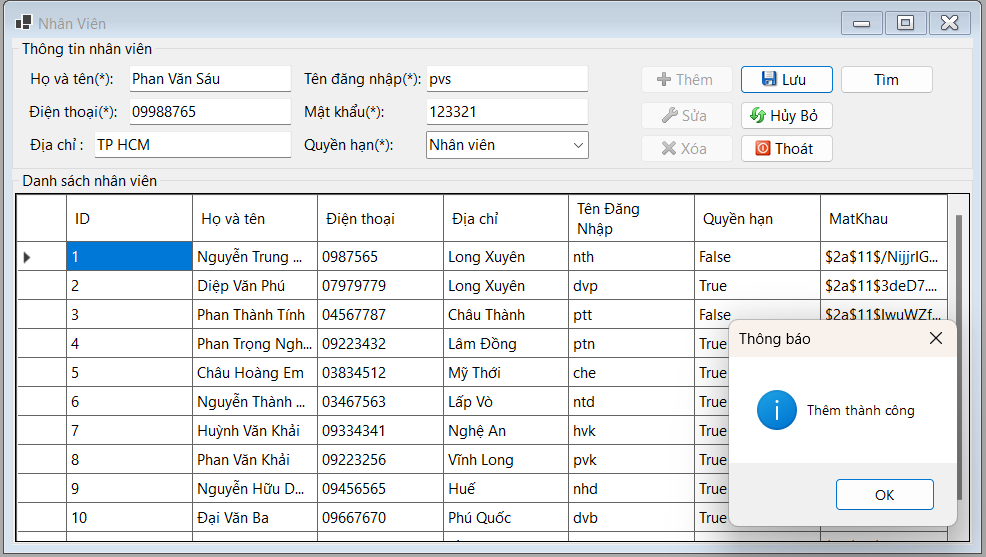 Nhân Viên
Thông tin nhân viên
Họ và tên(*): Phan Văn Sáu Tên đăng nhập(*): pvs Thêm Lưu Tìm
Điện thoại(*): 09988765 Mật khẩu(*): 123321 Sửa Hủy Bỏ
Địa chỉ : TP HCM Quyền hạn(*): Nhân viên Xóa Thoát
Danh sách nhân viên
ID Họ và tên Điện thoại Địa chỉ Tên Đăng Nhập Quyền hạn MatKhau
1 Nguyễn Trung ... 0987565 Long Xuyên nth False $2a$11$/NijjrIG...
2 Diệp Văn Phú 07979779 Long Xuyên dvp True $2a$11$3deD7....
3 Phan Thành Tính 04567787 Châu Thành ptt False $2a$11$IwuWZf...
4 Phan Trọng Ngh... 09223432 Lâm Đồng ptn True
5 Châu Hoàng Em 03834512 Mỹ Thới che True
6 Nguyễn Thành ... 03467563 Lấp Vò ntd True
7 Huỳnh Văn Khải 09334341 Nghệ An hvk True
8 Phan Văn Khải 09223256 Vĩnh Long pvk True
9 Nguyễn Hữu D... 09456565 Huế nhd True
10 Đại Văn Ba 09667670 Phú Quốc dvb True
Thông báo
Thêm thành công
OK